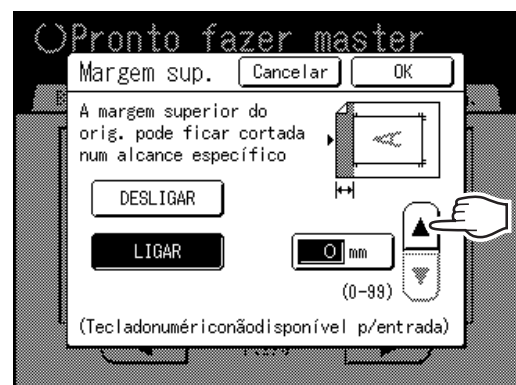 Pronto fazer master
Margem sup. Cancelar OK
A margem superior do
orig. pode ficar cortada
num alcance específico
DESLIGAR
LIGAR 0 mm
(0-99)
(Tecladonuméricонãodisponível p/entrada)